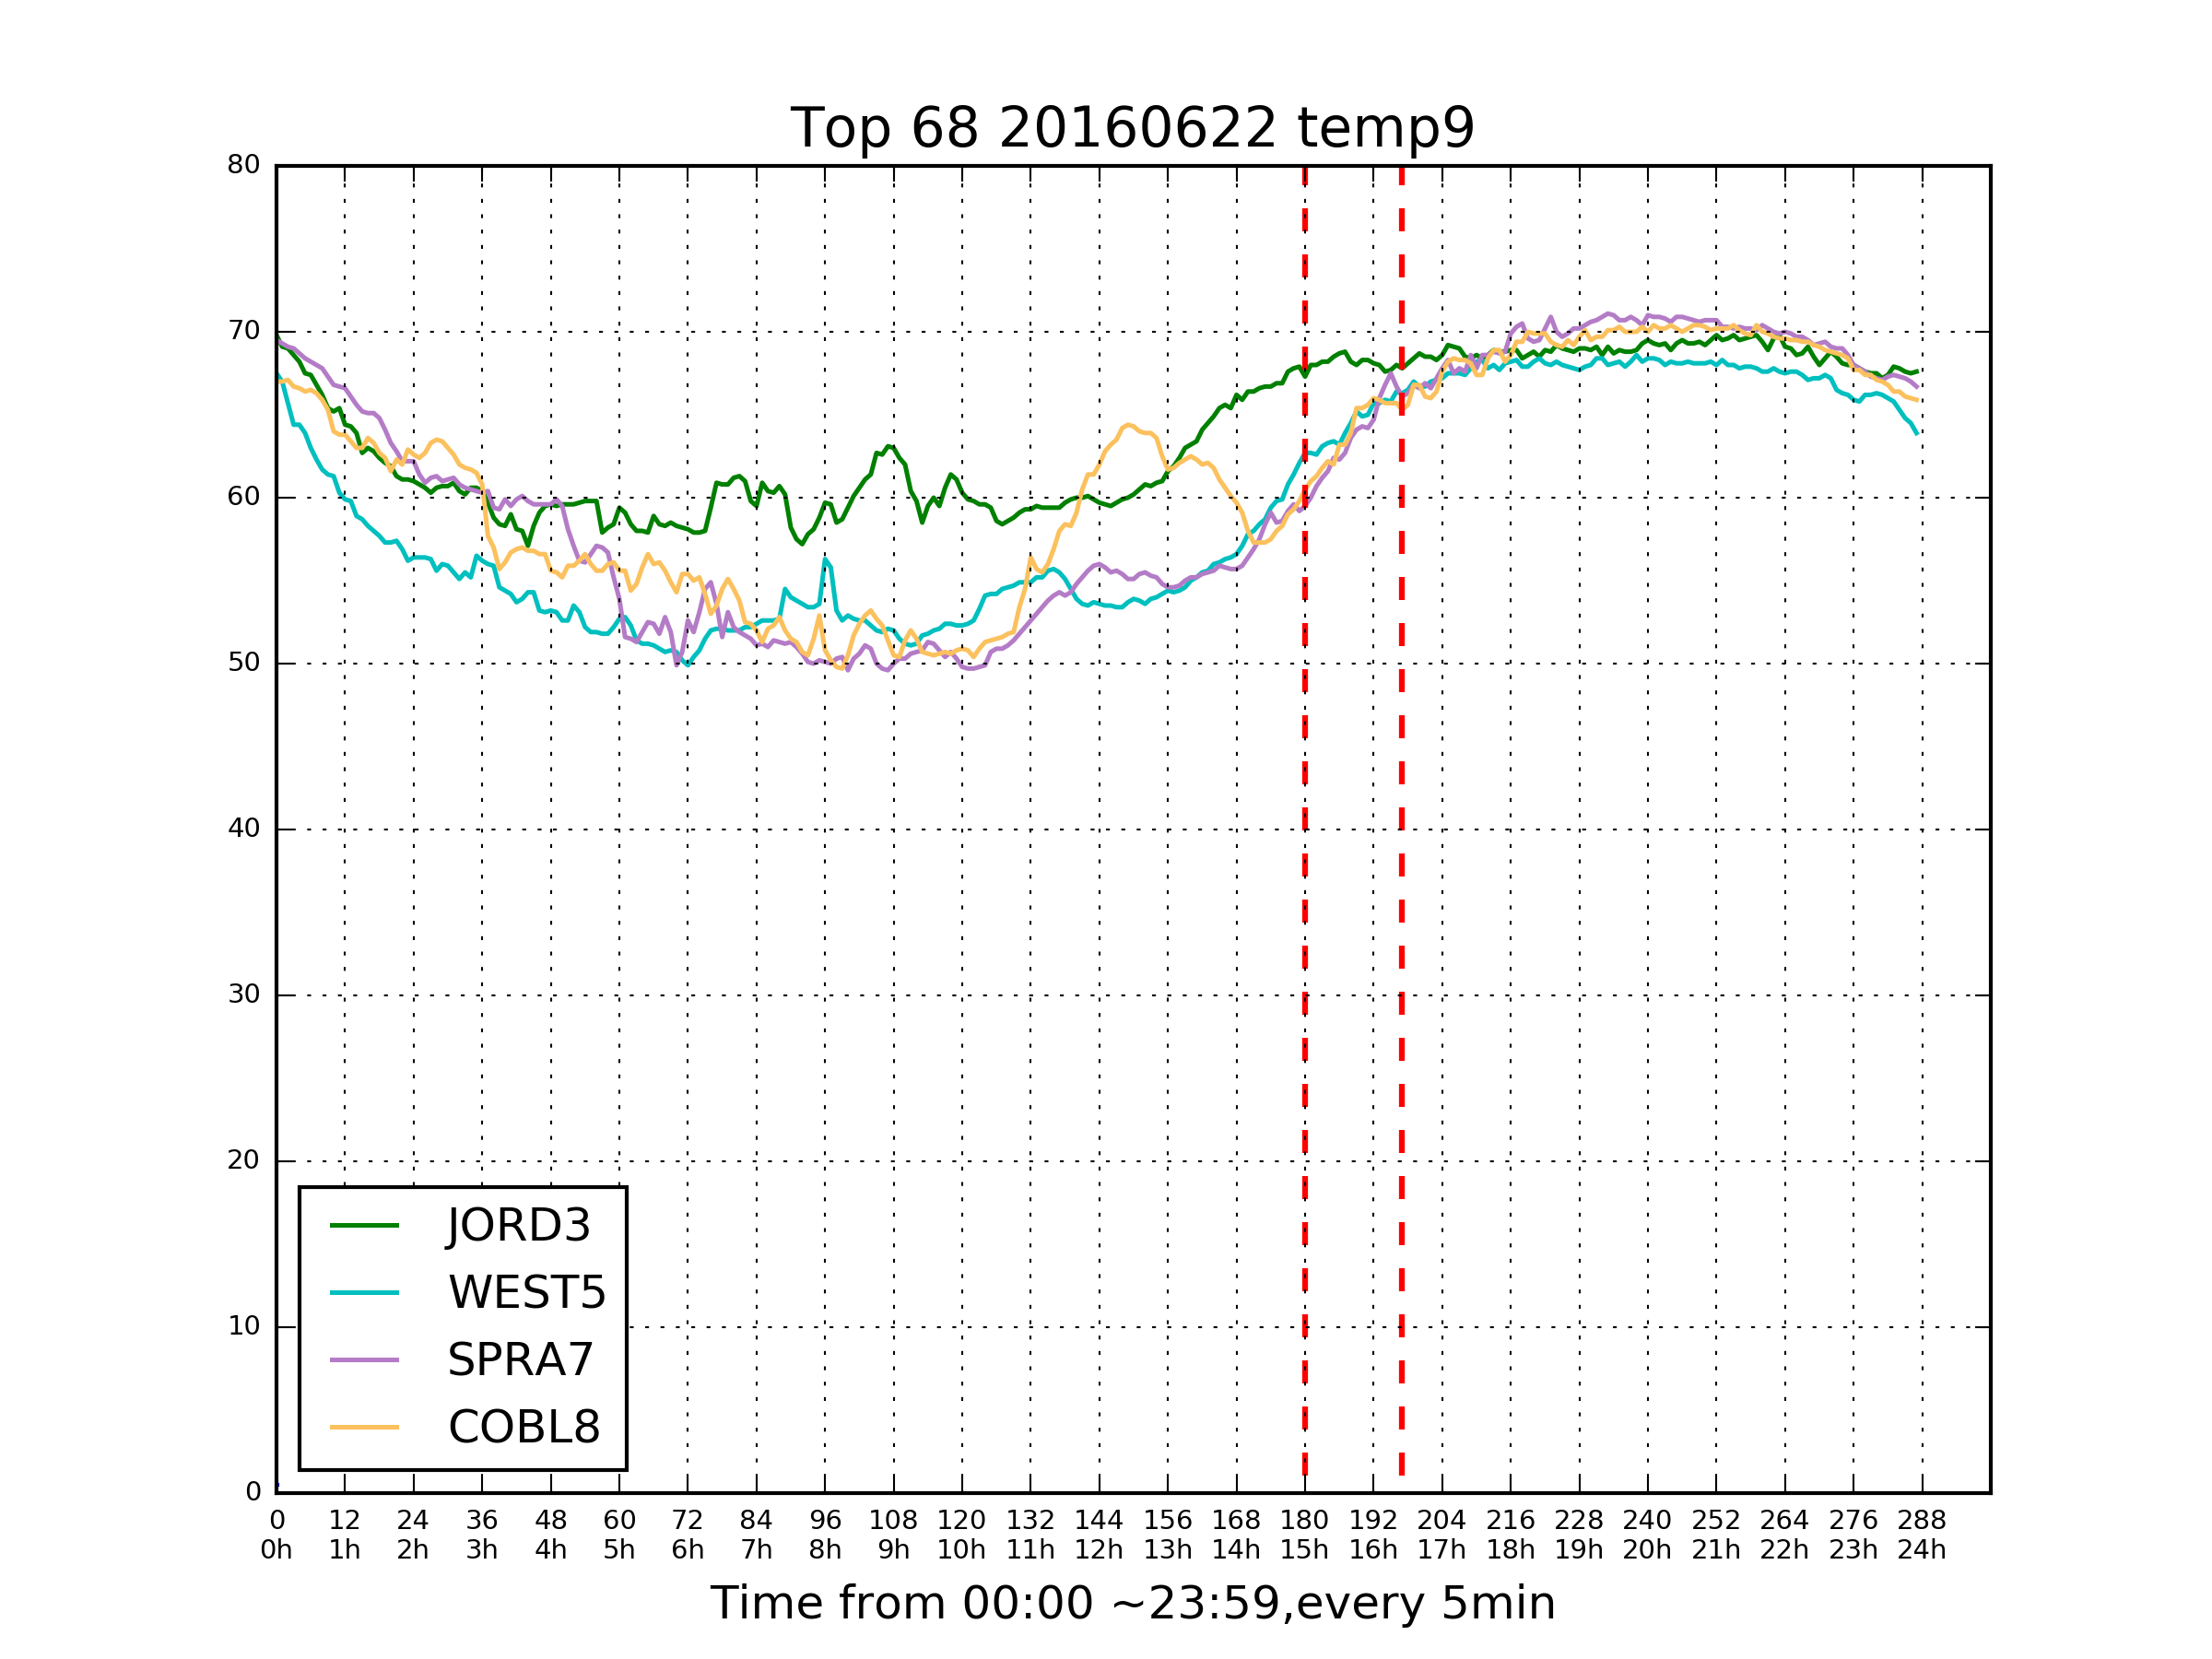 Top 68 20160622 temp9
80
70
60
50
40
30
20
10
0
JORD3
WEST5
SPRA7
COBL8
0 12 24 36 48 60 72 84 96 108 120 132 144 156 168 180 192 204 216 228 240 252 264 276 288
0h 1h 2h 3h 4h 5h 6h 7h 8h 9h 10h 11h 12h 13h 14h 15h 16h 17h 18h 19h 20h 21h 22h 23h 24h
Time from 00:00 ~23:59,every 5min